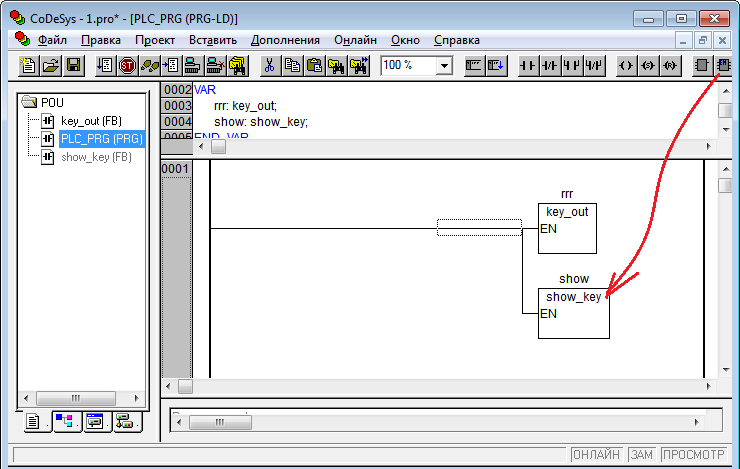 CoDeSys - 1.pro* - [PLC_PRG (PRG-LD)]
Файл Правка Проект Вставить Дополнения Онлайн Окно Справка
100 %
POU
key_out (FB)
PLC_PRG (PRG)
show_key (FB)
0002 VAR
0003 rrr: key_out;
0004 show: show_key;
0005 END_VAR
0001
rrr
key_out
EN
show
show_key
EN
ОНЛАЙН ЗАМ ПРОСМОТР